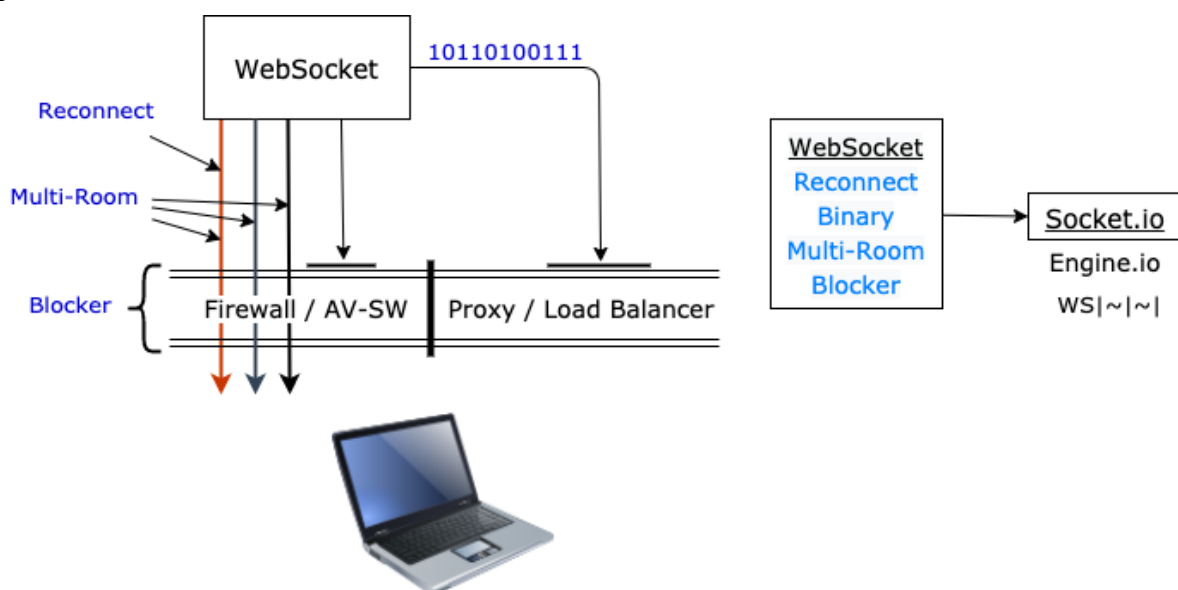 WebSocket
10110100111
Reconnect
Multi-Room
Blocker
Firewall / AV-SW
Proxy / Load Balancer
WebSocket
Reconnect
Binary
Multi-Room
Blocker
Socket.io
Engine.io
WS|~|~|